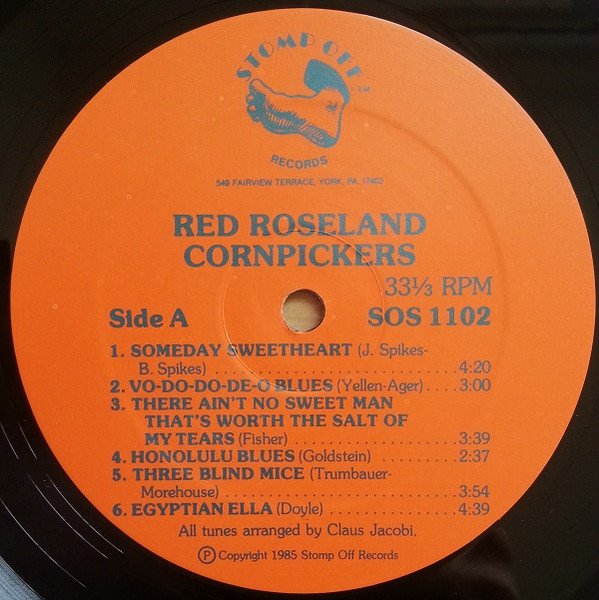 STOMP OFF
TM
RECORDS
549 FAIRVIEW TERRACE, YORK, PA 17403
RED ROSELAND
CORNPICKERS
33⅓ RPM
Side A SOS 1102
1. SOMEDAY SWEETHEART (J. Spikes-
B. Spikes) ........................ 4:20
2. VO-DO-DO-DE-O BLUES (Yellen-Ager) .... 3:00
3. THERE AIN'T NO SWEET MAN
THAT'S WORTH THE SALT OF
MY TEARS (Fisher) .................... 3:39
4. HONOLULU BLUES (Goldstein) .......... 2:37
5. THREE BLIND MICE (Trumbauer-
Morehouse) ........................ 3:54
6. EGYPTIAN ELLA (Doyle) ............... 4:39
All tunes arranged by Claus Jacobi.
Ⓟ Copyright 1985 Stomp Off Records